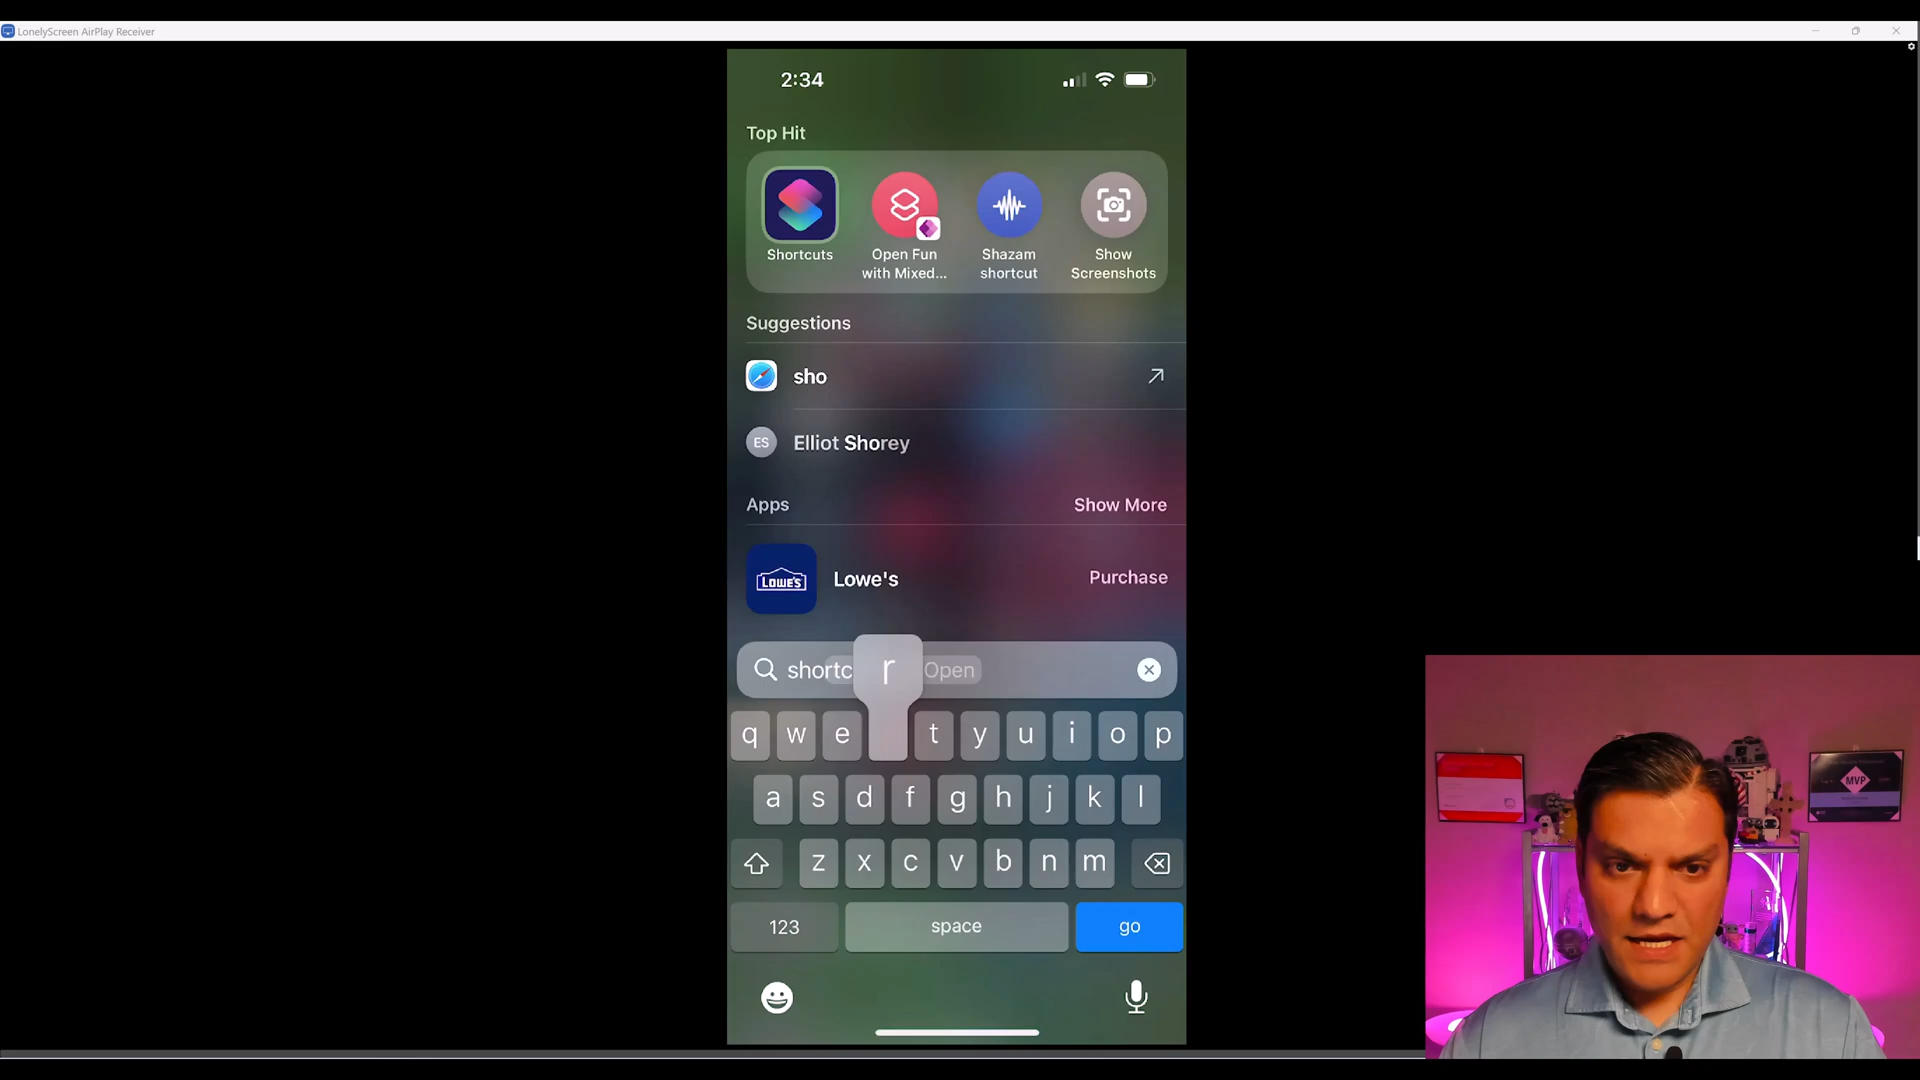 LonelyScreen AirPlay Receiver
2:34
Top Hit
Shortcuts
Open Fun
with Mixed...
Shazam
shortcut
Show
Screenshots
Suggestions
sho
ES Elliot Shorey
Apps Show More
LOWE'S Lowe's Purchase
shortc r Open
q w e t y u i o p
a s d f g h j k l
z x c v b n m
123 space go
MVP